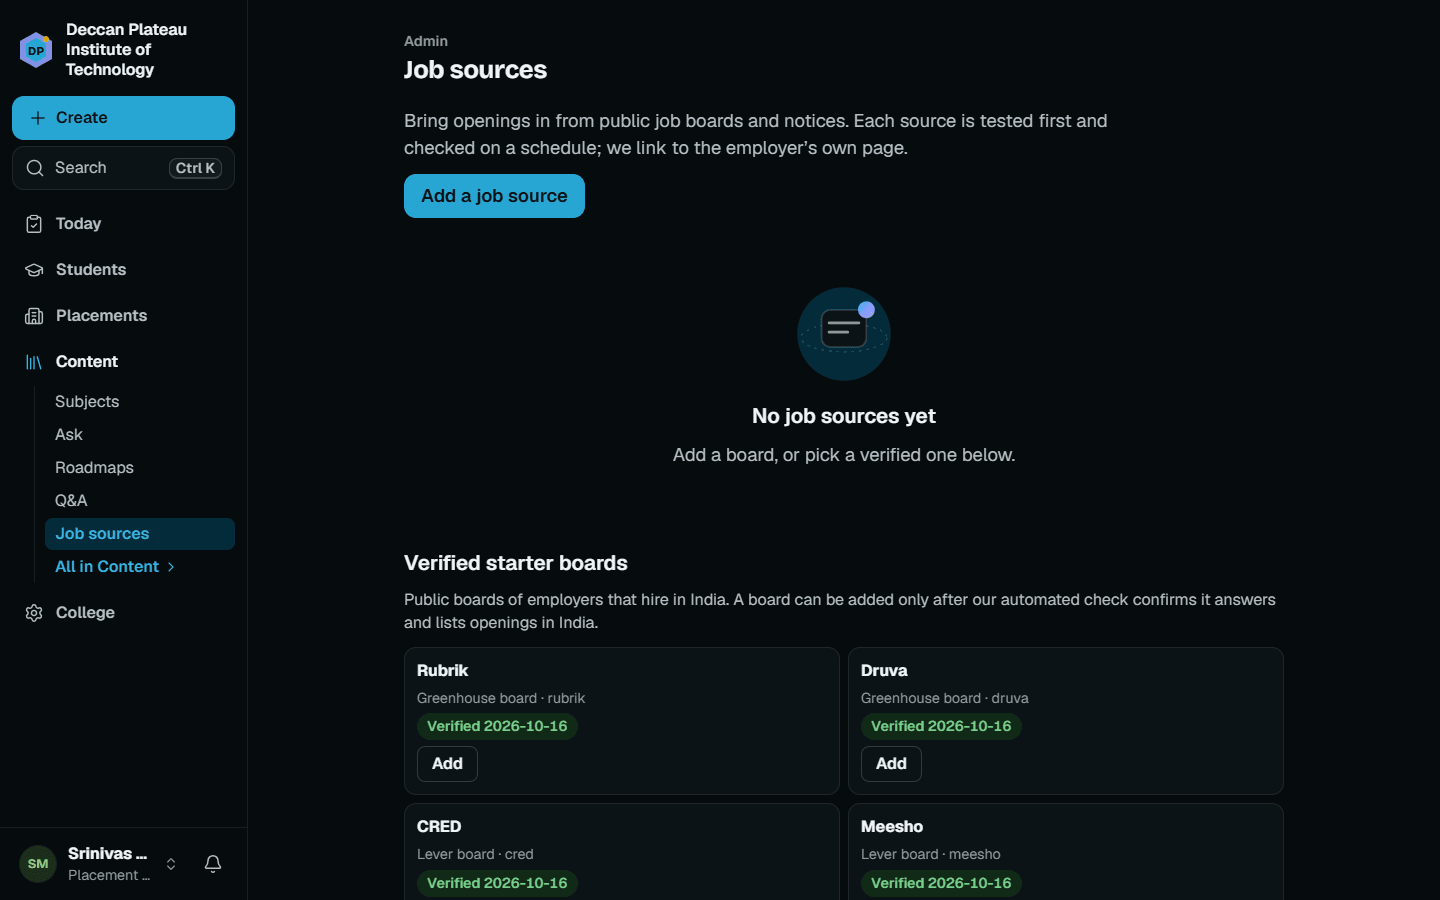 DP
Deccan Plateau
Institute of
Technology
Create
Search
Ctrl K
Today
Students
Placements
Content
Subjects
Ask
Roadmaps
Q&A
Job sources
All in Content
College
SM
Srinivas ...
Placement ...
Admin
Job sources
Bring openings in from public job boards and notices. Each source is tested first and
checked on a schedule; we link to the employer’s own page.
Add a job source
No job sources yet
Add a board, or pick a verified one below.
Verified starter boards
Public boards of employers that hire in India. A board can be added only after our automated check confirms it answers
and lists openings in India.
Rubrik
Greenhouse board · rubrik
Verified 2026-10-16
Add
Druva
Greenhouse board · druva
Verified 2026-10-16
Add
CRED
Lever board · cred
Verified 2026-10-16
Meesho
Lever board · meesho
Verified 2026-10-16